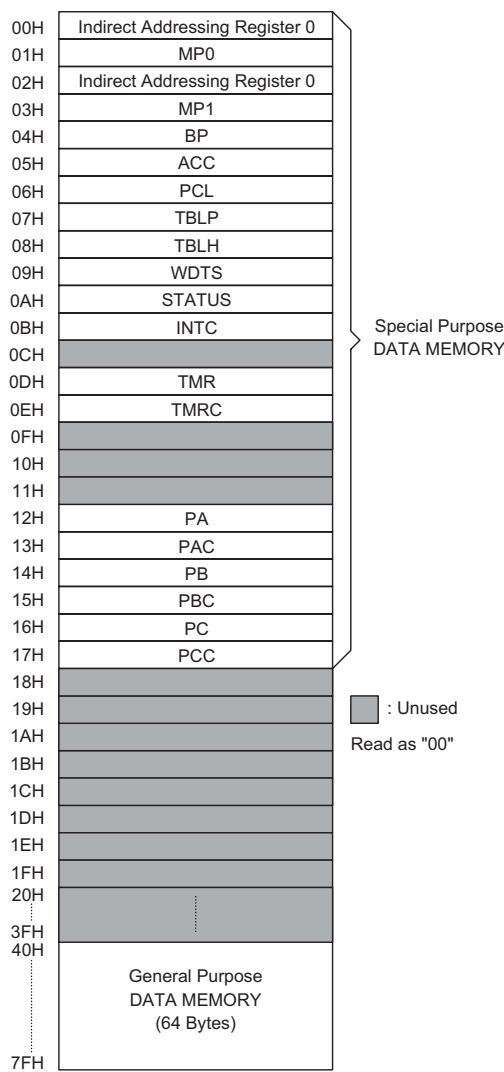 00H Indirect Addressing Register 0
01H MP0
02H Indirect Addressing Register 0
03H MP1
04H BP
05H ACC
06H PCL
07H TBLP
08H TBLH
09H WDTS
0AH STATUS
0BH INTC
0CH
0DH TMR
0EH TMRC
0FH
10H
11H
12H PA
13H PAC
14H PB
15H PBC
16H PC
17H PCC
Special Purpose
DATA MEMORY
18H
19H
1AH
1BH
1CH
1DH
1EH
1FH
20H
3FH
40H
7FH
: Unused
Read as "00"
General Purpose
DATA MEMORY
(64 Bytes)